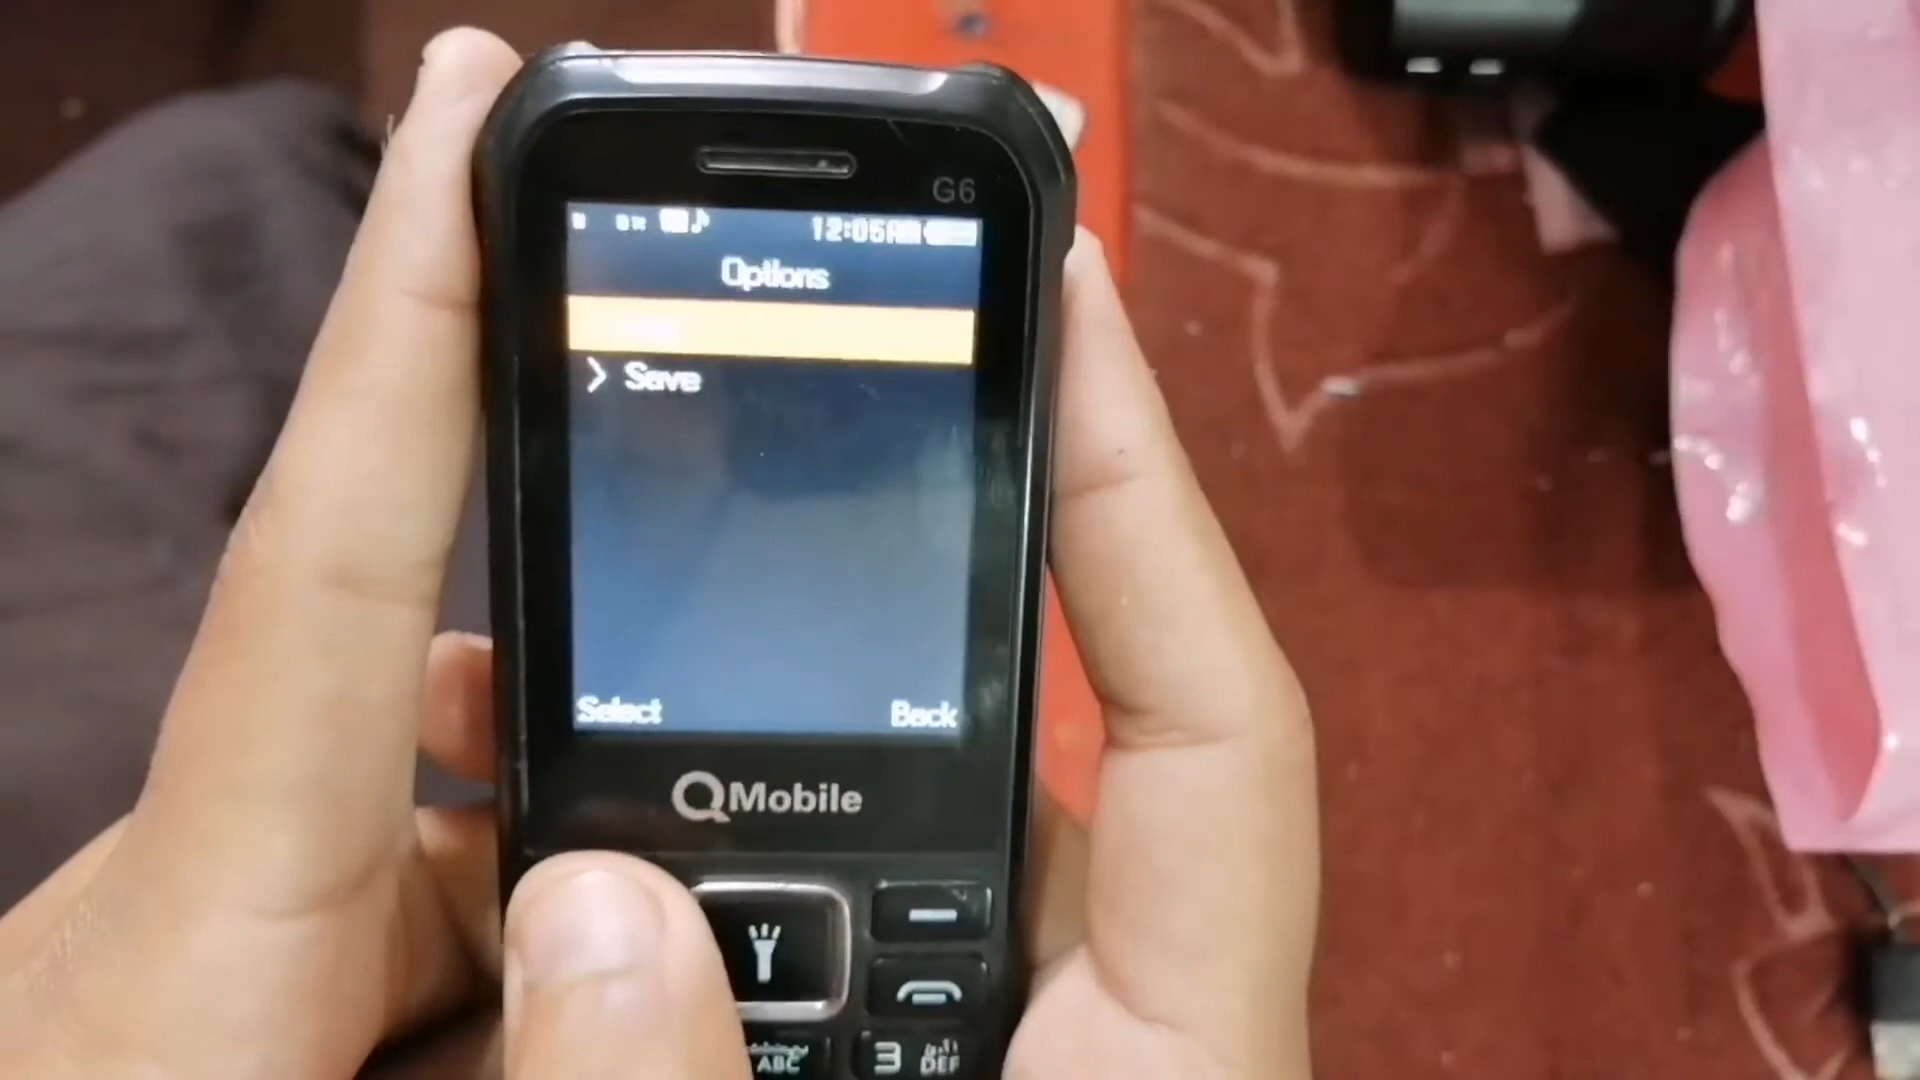 G6
12:05AM
Options
Save
Select Back
QMobile
ABC 3 DEF